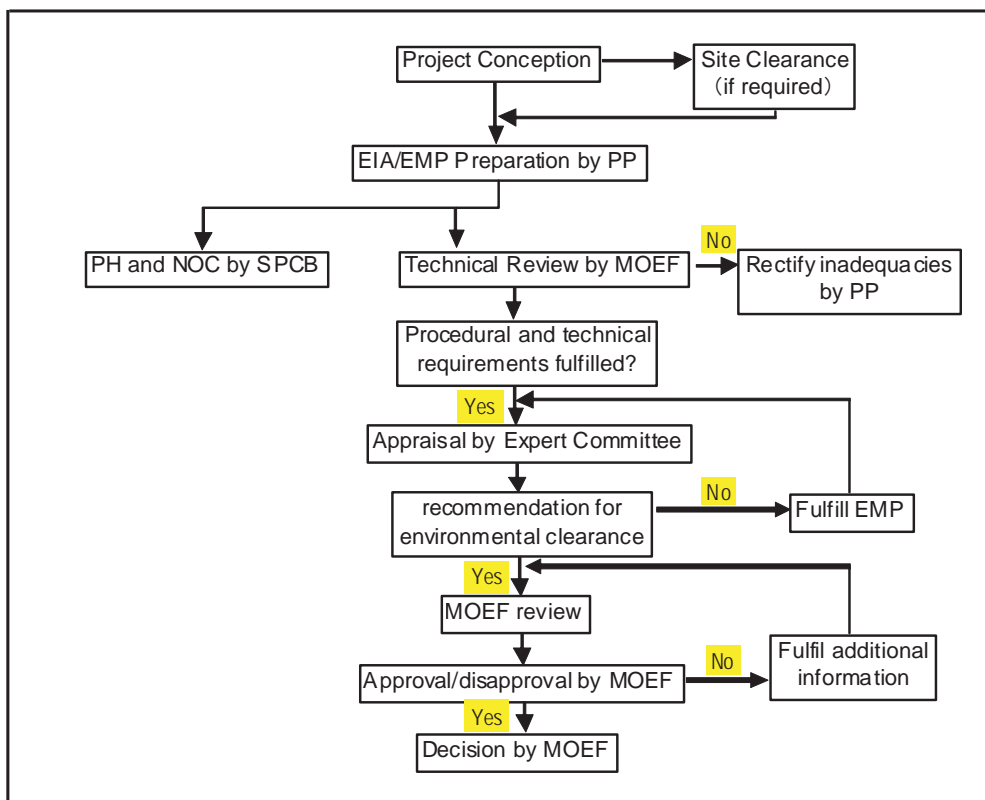 Project Conception
Site Clearance
(if required)
EIA/EMP Preparation by PP
PH and NOC by SPCB
Technical Review by MOEF
No
Rectify inadequacies
by PP
Procedural and technical
requirements fulfilled?
Yes
Appraisal by Expert Committee
recommendation for
environmental clearance
No
Fulfill EMP
Yes
MOEF review
Approval/disapproval by MOEF
No
Fulfil additional
information
Yes
Decision by MOEF